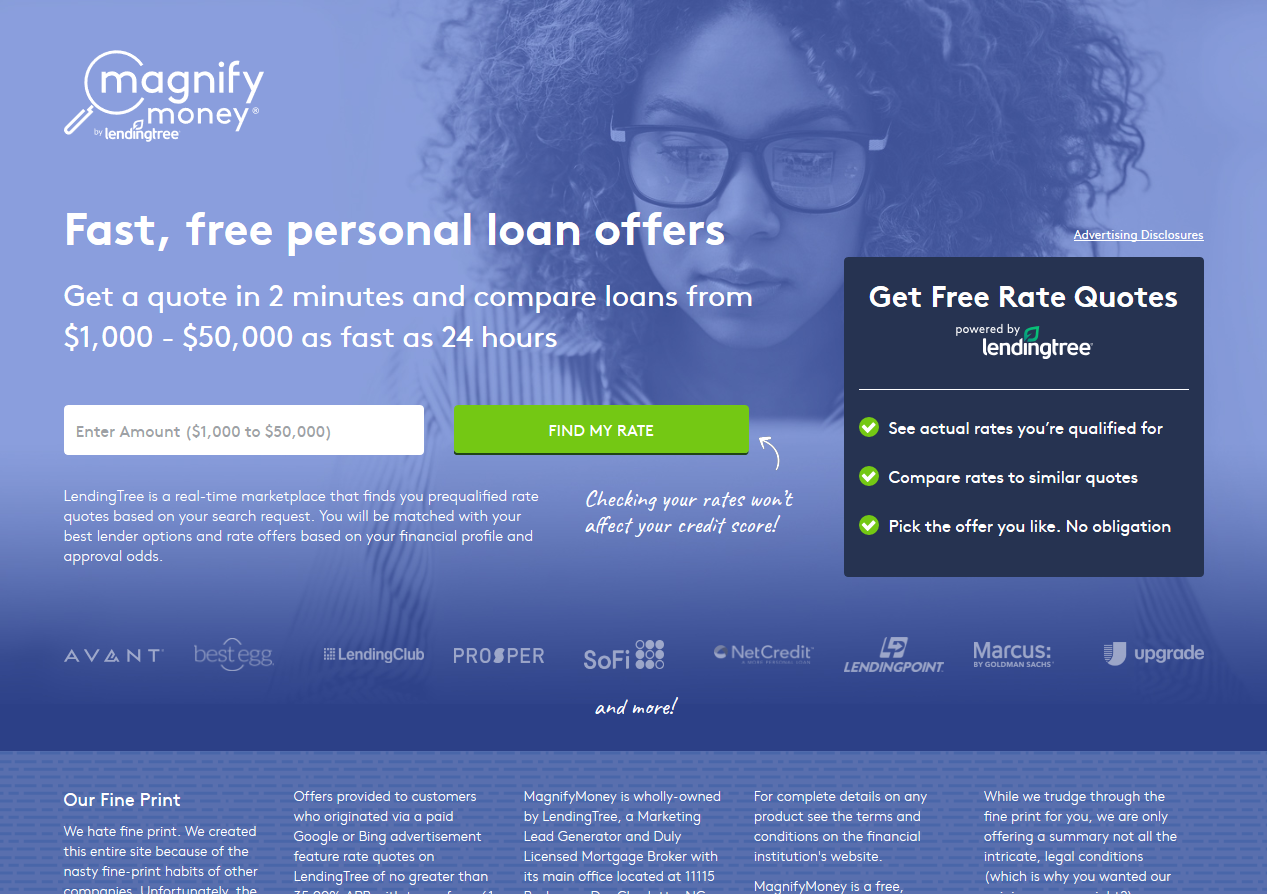 magnify
money®
by lendingtree
Fast, free personal loan offers
Get a quote in 2 minutes and compare loans from
$1,000 - $50,000 as fast as 24 hours
Enter Amount ($1,000 to $50,000)
FIND MY RATE
Checking your rates won't
affect your credit score!
LendingTree is a real-time marketplace that finds you prequalified rate
quotes based on your search request. You will be matched with your
best lender options and rate offers based on your financial profile and
approval odds.
Advertising Disclosures
Get Free Rate Quotes
powered by
lendingtree
See actual rates you’re qualified for
Compare rates to similar quotes
Pick the offer you like. No obligation
AVANT
best egg
LendingClub
PROSPER
SoFi
NetCredit
LENDINGPOINT
Marcus:
BY GOLDMAN SACHS
upgrade
and more!
Our Fine Print
We hate fine print. We created
this entire site because of the
nasty fine-print habits of other
companies. Unfortunately, the
Offers provided to customers
who originated via a paid
Google or Bing advertisement
feature rate quotes on
LendingTree of no greater than
MagnifyMoney is wholly-owned
by LendingTree, a Marketing
Lead Generator and Duly
Licensed Mortgage Broker with
its main office located at 11115
For complete details on any
product see the terms and
conditions on the financial
institution's website.
MagnifyMoney is a free,
While we trudge through the
fine print for you, we are only
offering a summary not all the
intricate, legal conditions
(which is why you wanted our